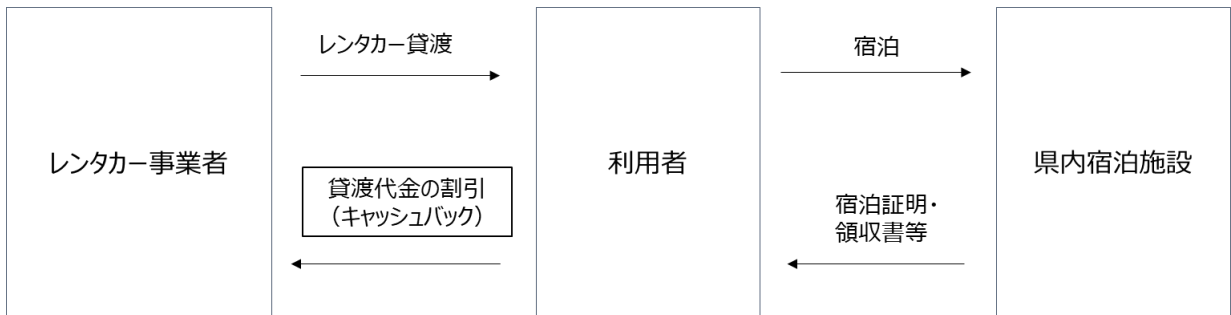 レンタカー貸渡
宿泊
レンタカー事業者
利用者
県内宿泊施設
貸渡代金の割引
（キャッシュバック）
宿泊証明・
領収書等